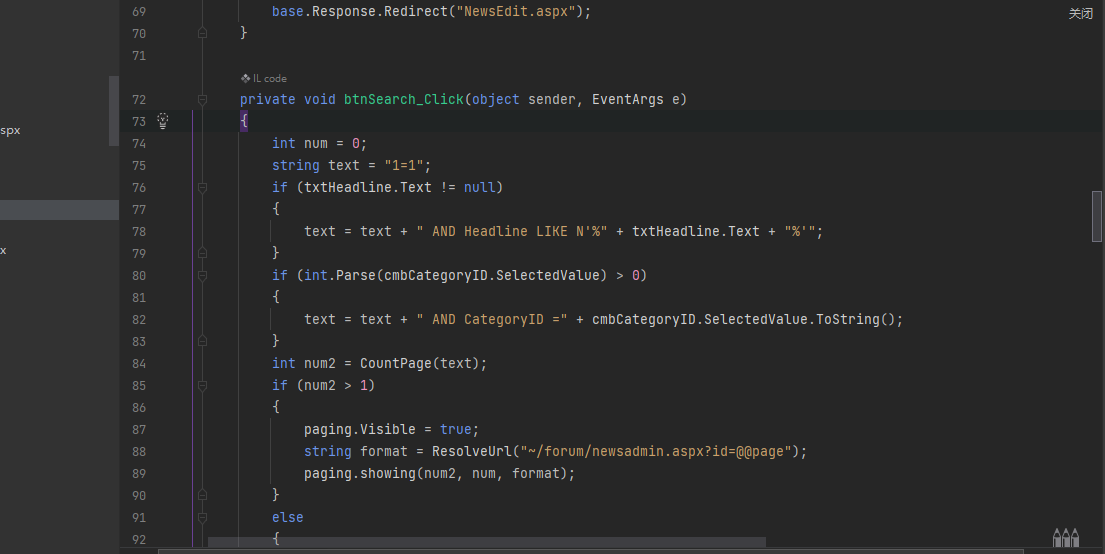 69 base.Response.Redirect("NewsEdit.aspx");
关闭
70 }
71
IL code
72 private void btnSearch_Click(object sender, EventArgs e)
73 {
74 int num = 0;
spx
75 string text = "1=1";
76 if (txtHeadline.Text != null)
77 {
78 text = text + " AND Headline LIKE N'%" + txtHeadline.Text + "%'";
79 }
x
80 if (int.Parse(cmbCategoryID.SelectedValue) > 0)
81 {
82 text = text + " AND CategoryID =" + cmbCategoryID.SelectedValue.ToString();
83 }
84 int num2 = CountPage(text);
85 if (num2 > 1)
86 {
87 paging.Visible = true;
88 string format = ResolveUrl("~/forum/newsadmin.aspx?id=@@page");
89 paging.showing(num2, num, format);
90 }
91 else
92 {